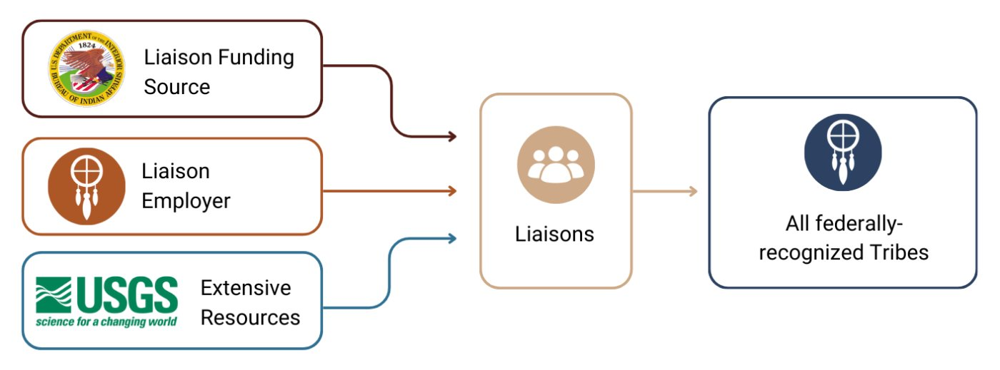 U.S. DEPARTMENT OF THE INTERIOR
1824
BUREAU OF INDIAN AFFAIRS
Liaison Funding
Source
Liaison
Employer
USGS
science for a changing world
Extensive
Resources
Liaisons
All federally-
recognized Tribes